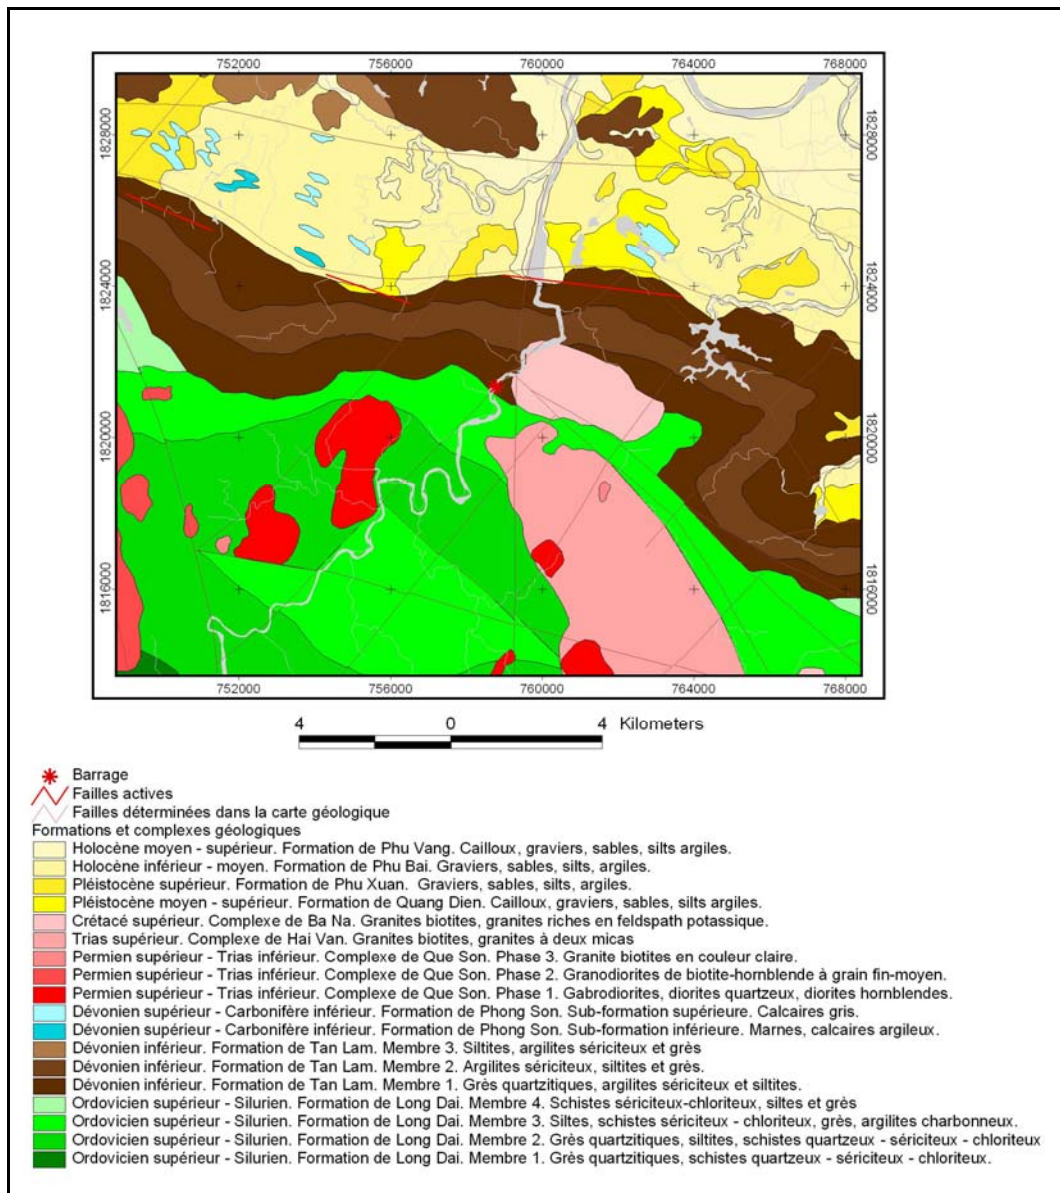 752000 756000 760000 764000 768000
1828000 1828000
1824000 1824000
1820000 1820000
1816000 1816000
752000 756000 760000 764000 768000
4 0 4 Kilometers
Barrage
Failles actives
Failles déterminées dans la carte géologique
Formations et complexes géologiques
Holocène moyen - supérieur. Formation de Phu Vang. Cailloux, graviers, sables, silts argiles.
Holocène inférieur - moyen. Formation de Phu Bai. Graviers, sables, silts, argiles.
Pléistocène supérieur. Formation de Phu Xuan. Graviers, sables, silts, argiles.
Pléistocène moyen - supérieur. Formation de Quang Dien. Cailloux, graviers, sables, silts argiles.
Crétacé supérieur. Complexe de Ba Na. Granites biotites, granites riches en feldspath potassique.
Trias supérieur. Complexe de Hai Van. Granites biotites, granites à deux micas
Permien supérieur - Trias inférieur. Complexe de Que Son. Phase 3. Granite biotites en couleur claire.
Permien supérieur - Trias inférieur. Complexe de Que Son. Phase 2. Granodiorites de biotite-hornblende à grain fin-moyen.
Permien supérieur - Trias inférieur. Complexe de Que Son. Phase 1. Gabrodiorites, diorites quartzeux, diorites hornblendes.
Dévonien supérieur - Carbonifère inférieur. Formation de Phong Son. Sub-formation supérieure. Calcaires gris.
Dévonien supérieur - Carbonifère inférieur. Formation de Phong Son. Sub-formation inférieure. Marnes, calcaires argileux.
Dévonien inférieur. Formation de Tan Lam. Membre 3. Siltites, argilites sériciteux et grès
Dévonien inférieur. Formation de Tan Lam. Membre 2. Argilites sériciteux, siltites et grès.
Dévonien inférieur. Formation de Tan Lam. Membre 1. Grès quartzitiques, argilites sériciteux et siltites.
Ordovicien supérieur - Silurien. Formation de Long Dai. Membre 4. Schistes sériciteux-chloriteux, siltes et grès
Ordovicien supérieur - Silurien. Formation de Long Dai. Membre 3. Siltes, schistes sériciteux - chloriteux, grès, argilites charbonneux.
Ordovicien supérieur - Silurien. Formation de Long Dai. Membre 2. Grès quartzitiques, siltites, schistes quartzeux - sériciteux - chloriteux
Ordovicien supérieur - Silurien. Formation de Long Dai. Membre 1. Grès quartzitiques, schistes quartzeux - sériciteux - chloriteux.